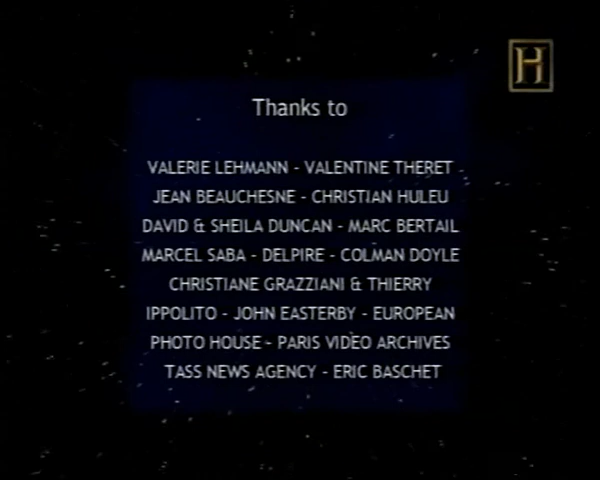 H
Thanks to
VALERIE LEHMANN - VALENTINE THERET
JEAN BEAUCHESNE - CHRISTIAN HULEU
DAVID & SHEILA DUNCAN - MARC BERTAIL
MARCEL SABA - DELPIRE - COLMAN DOYLE
CHRISTIANE GRAZZIANI & THIERRY
IPPOLITO - JOHN EASTERBY - EUROPEAN
PHOTO HOUSE - PARIS VIDEO ARCHIVES
TASS NEWS AGENCY - ERIC BASCHET